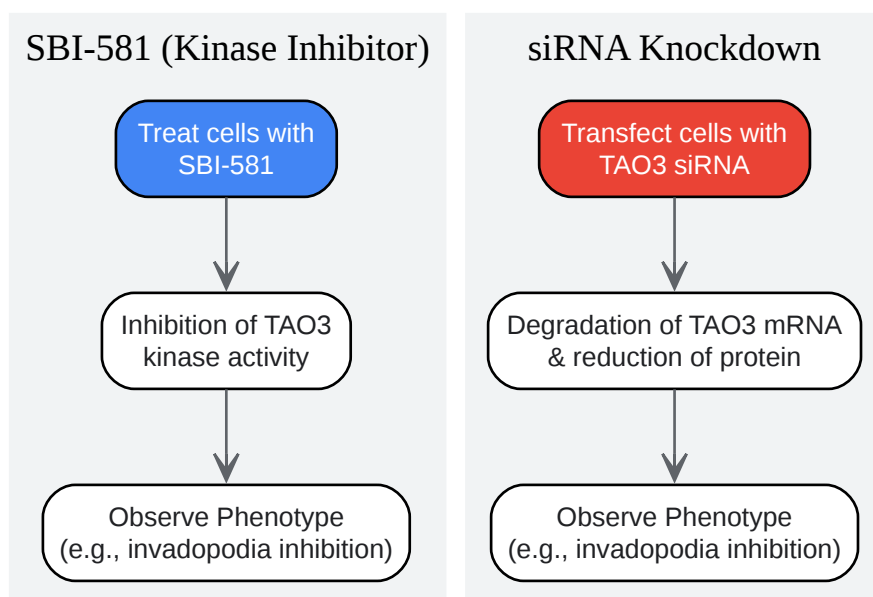 SBI-581 (Kinase Inhibitor)
Treat cells with
SBI-581
Inhibition of TAO3
kinase activity
Observe Phenotype
(e.g., invadopodia inhibition)
siRNA Knockdown
Transfect cells with
TAO3 siRNA
Degradation of TAO3 mRNA
& reduction of protein
Observe Phenotype
(e.g., invadopodia inhibition)